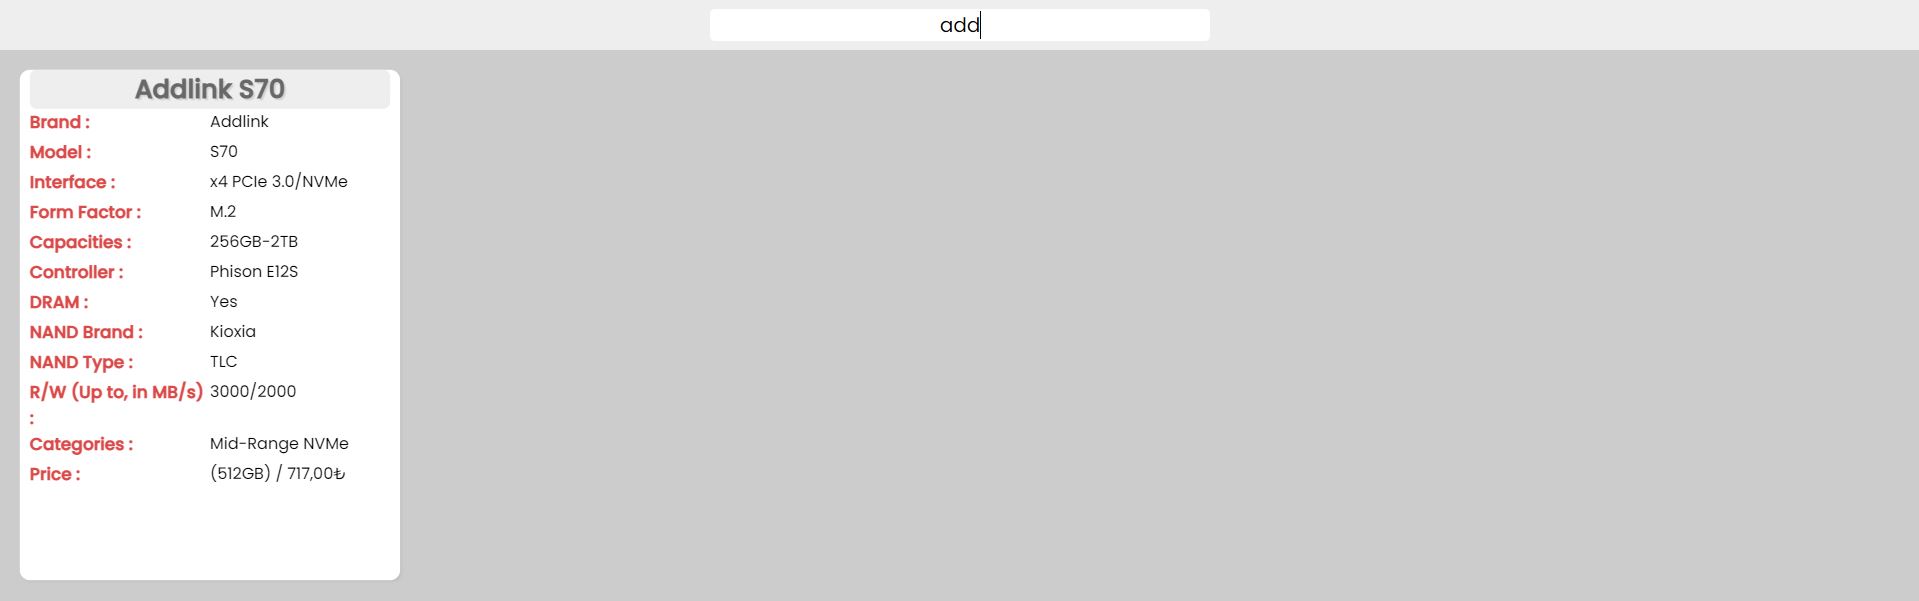 add
Addlink S70
Brand : Addlink
Model : S70
Interface : x4 PCIe 3.0/NVMe
Form Factor : M.2
Capacities : 256GB-2TB
Controller : Phison E12S
DRAM : Yes
NAND Brand : Kioxia
NAND Type : TLC
R/W (Up to, in MB/s) 3000/2000
:
Categories : Mid-Range NVMe
Price : (512GB) / 717,00₺